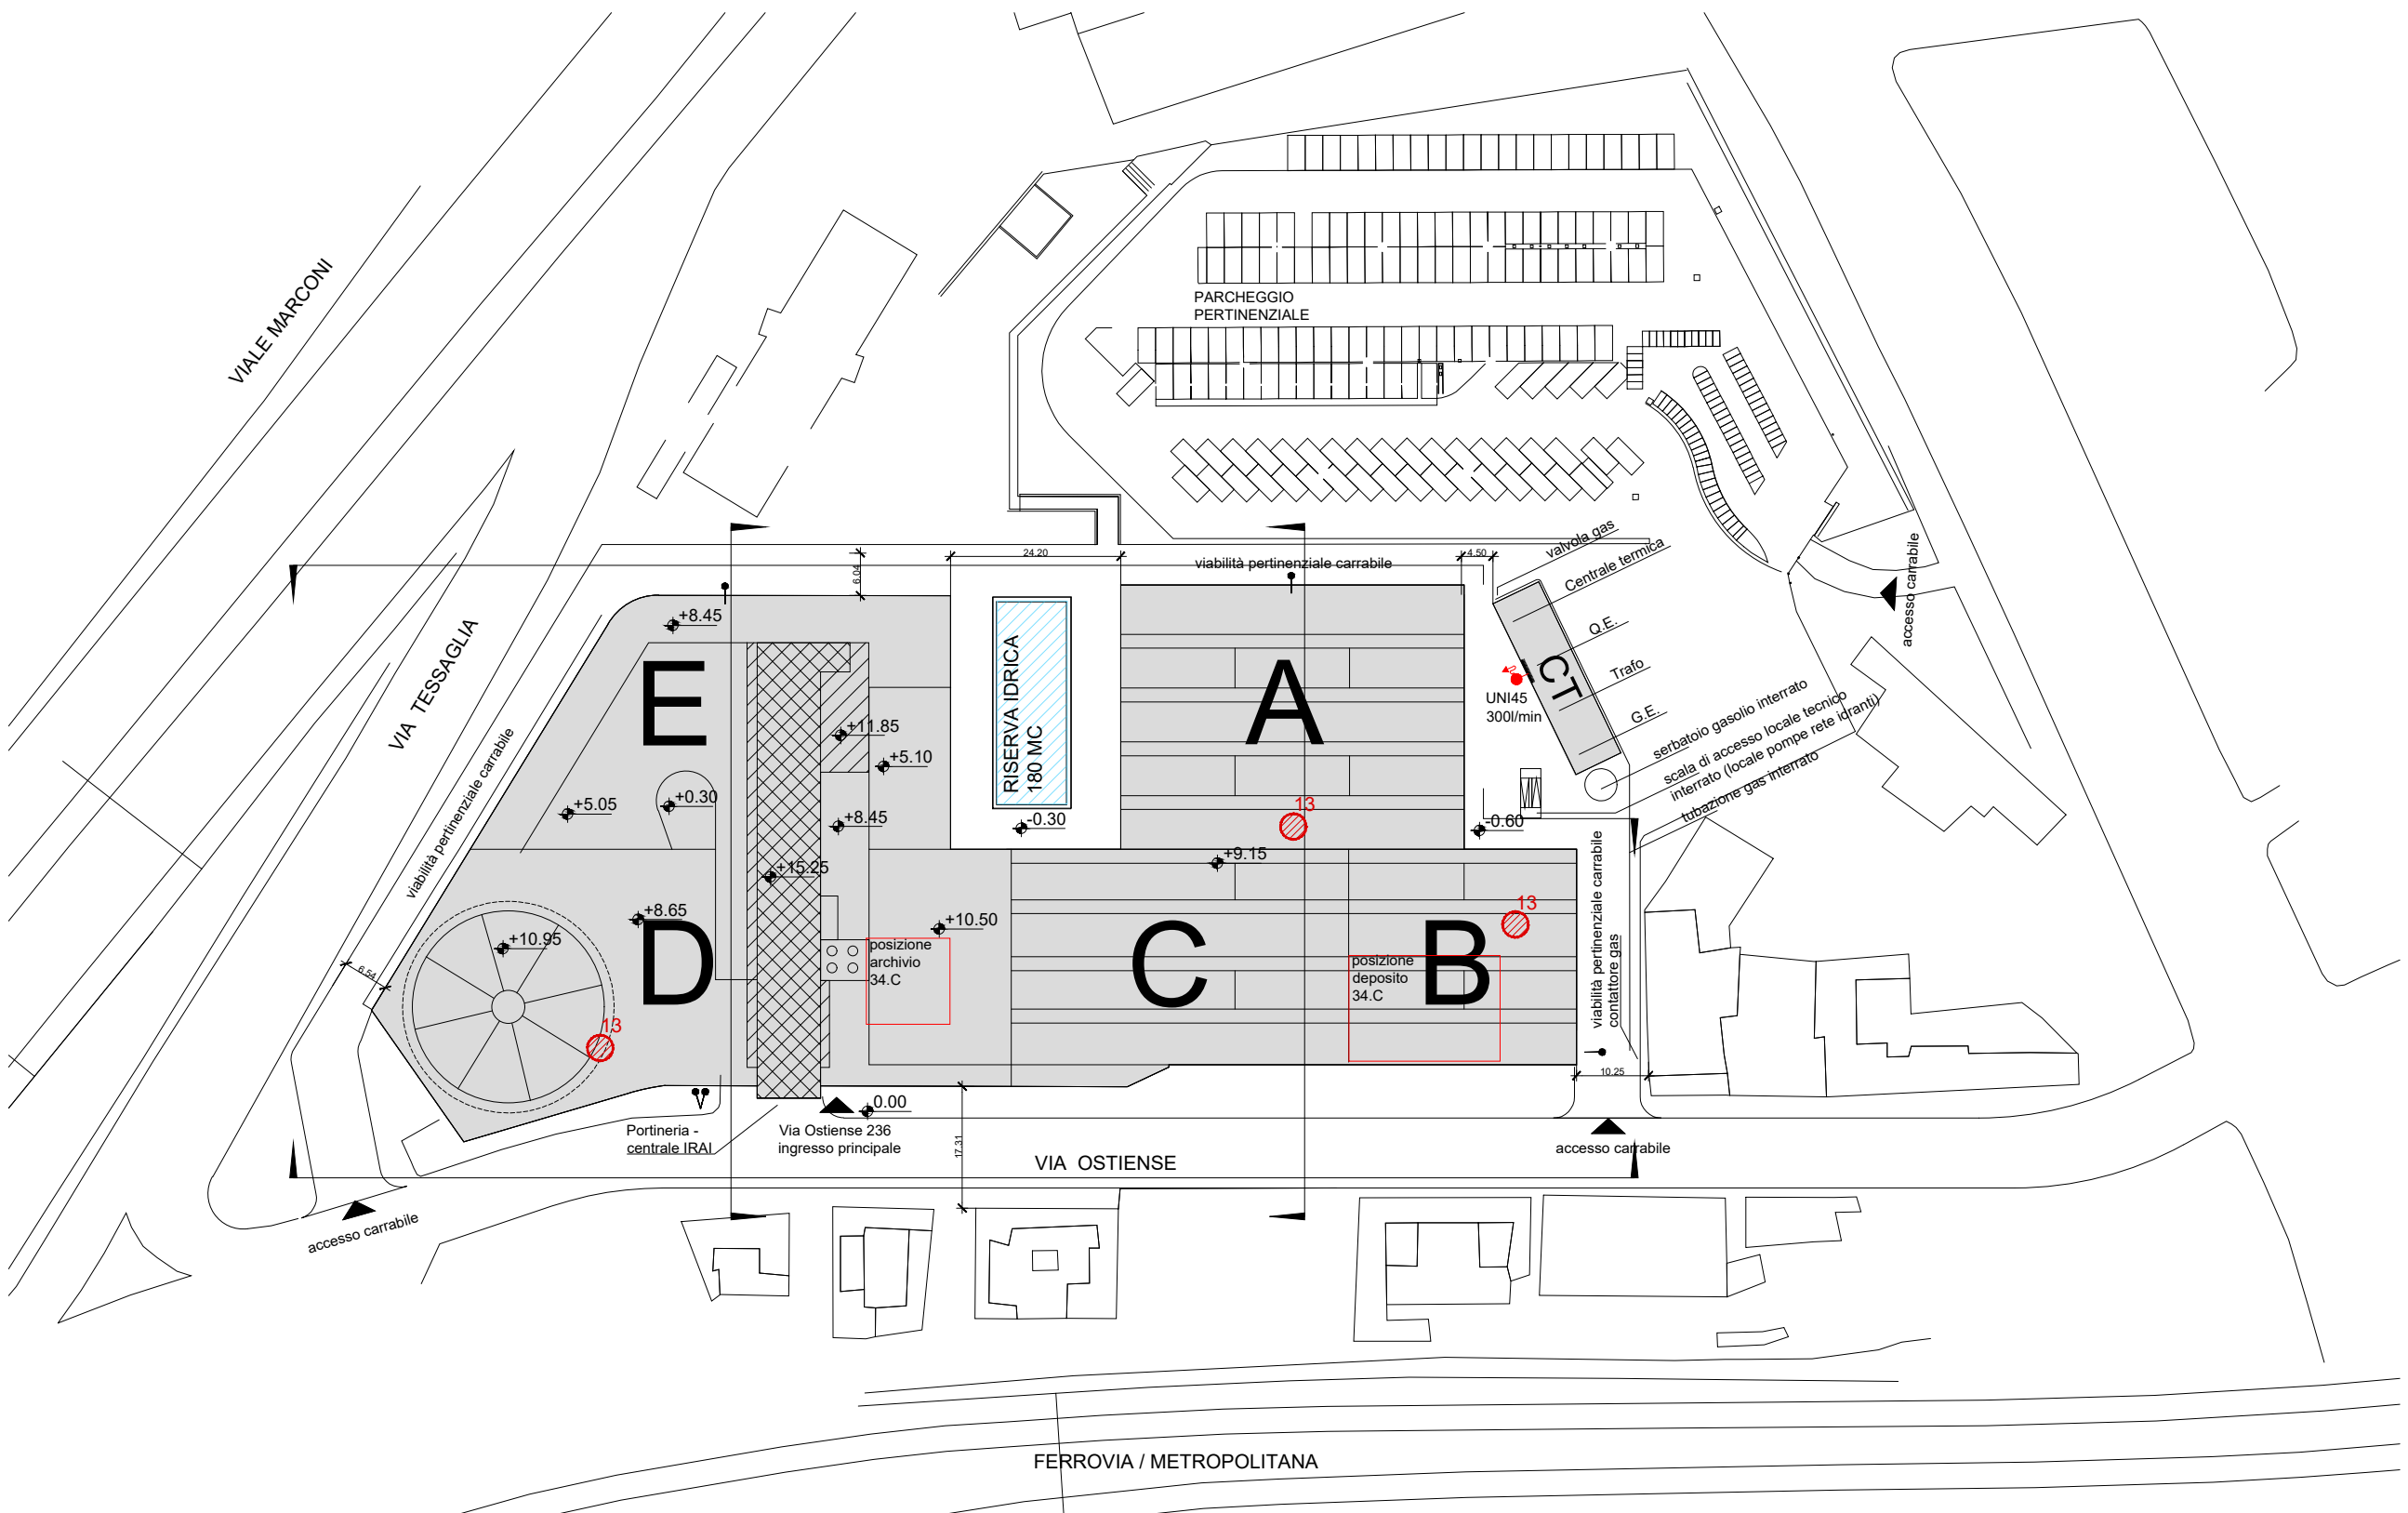 VIALE MARCONI
PARCHEGGIO
PERTINENZIALE
valvola gas
Centrale termica
24.20
4.50
6.04
viabilità pertinenziale carrabile
accesso carrabile
+8.45
Q.E.
VIA TESSAGLIA
E
RISERVA IDRICA
180 MC
A
CT
Trafo
UNI45
300l/min
G.E.
serbatoio gasolio interrato
scala di accesso locale tecnico
interrato (locale pompe rete idranti)
tubazione gas interrato
+11.85
+5.10
viabilità pertinenziale carrabile
+5.05
+0.30
+8.45
-0.30
13
-0.60
+9.15
+15.25
viabilità pertinenziale carrabile
contattore gas
+8.65
+10.50
13
D
C
B
+10.95
posizione
archivio
34.C
posizione
deposito
34.C
6.54
13
10.25
0.00
Portineria -
centrale IRAI
Via Ostiense 236
ingresso principale
17.31
VIA OSTIENSE
accesso carrabile
accesso carrabile
FERROVIA / METROPOLITANA